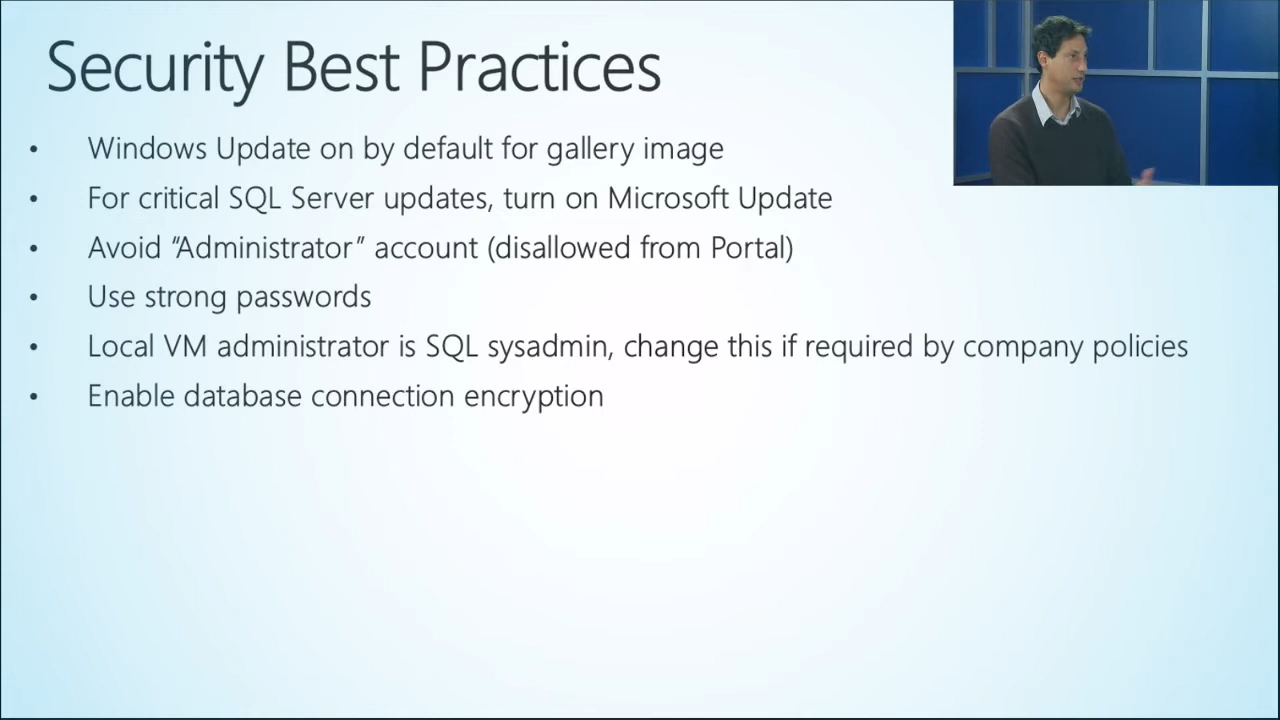 Security Best Practices
• Windows Update on by default for gallery image
• For critical SQL Server updates, turn on Microsoft Update
• Avoid “Administrator” account (disallowed from Portal)
• Use strong passwords
• Local VM administrator is SQL sysadmin, change this if required by company policies
• Enable database connection encryption